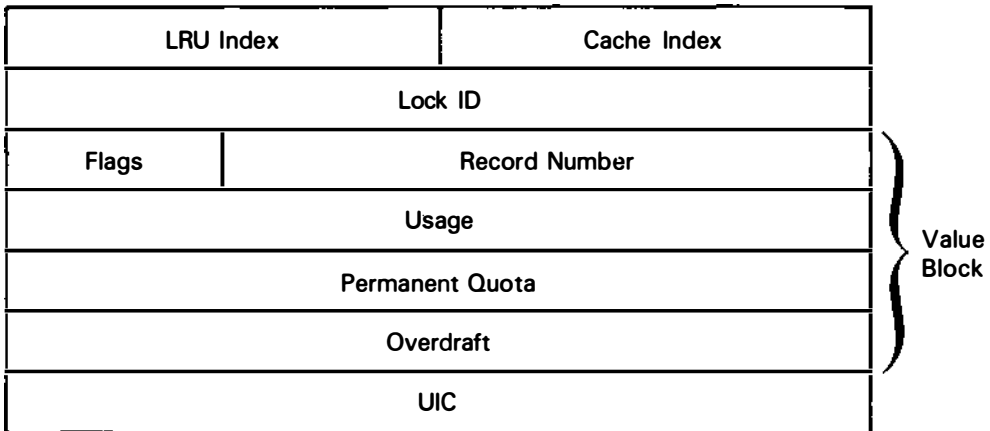 LRU Index Cache Index
Lock ID
Flags Record Number
Usage
Value
Permanent Quota
Block
Overdraft
UIC